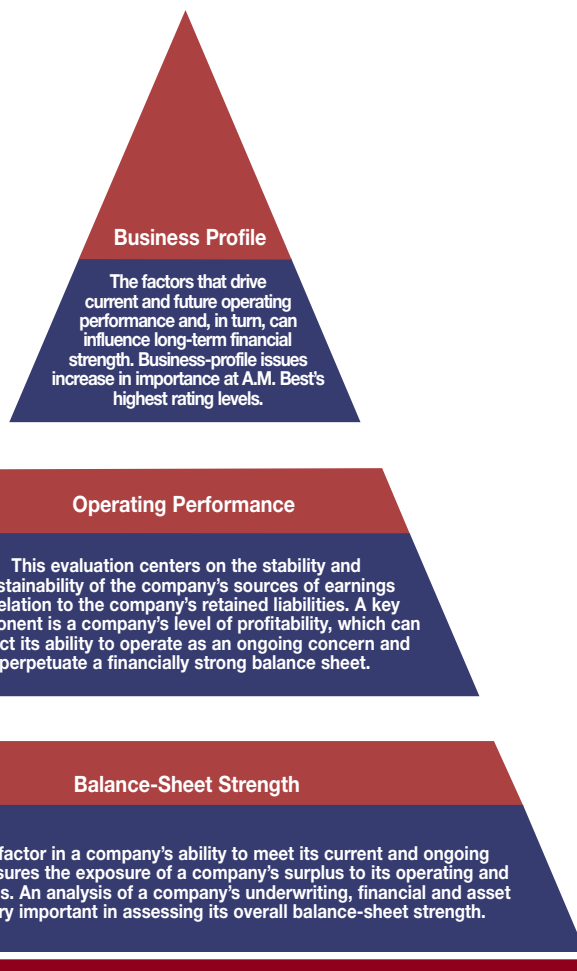 Business Profile
The factors that drive
current and future operating
performance and, in turn, can
influence long-term financial
strength. Business-profile issues
increase in importance at A.M. Best's
highest rating levels.
Operating Performance
This evaluation centers on the stability and
stainability of the company's sources of earnings
elation to the company's retained liabilities. A key
onent is a company's level of profitability, which can
ct its ability to operate as an ongoing concern and
perpetuate a financially strong balance sheet.
Balance-Sheet Strength
factor in a company's ability to meet its current and ongoing
sures the exposure of a company's surplus to its operating and
s. An analysis of a company's underwriting, financial and asset
ry important in assessing its overall balance-sheet strength.